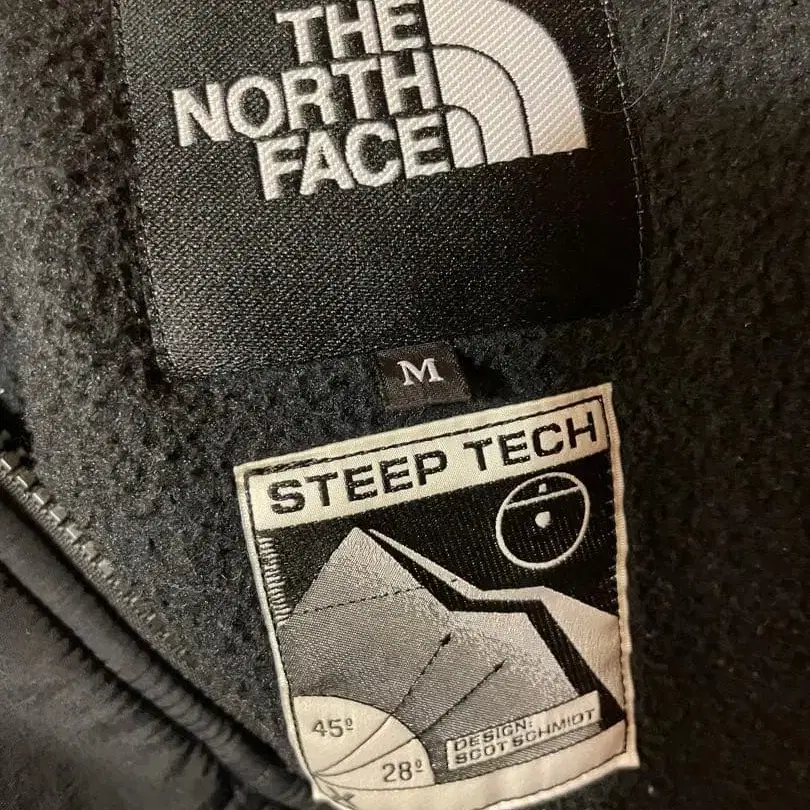 THE
NORTH
FACE
M
STEEP TECH
45º
28º
DESIGN:
SCOT SCHMIDT